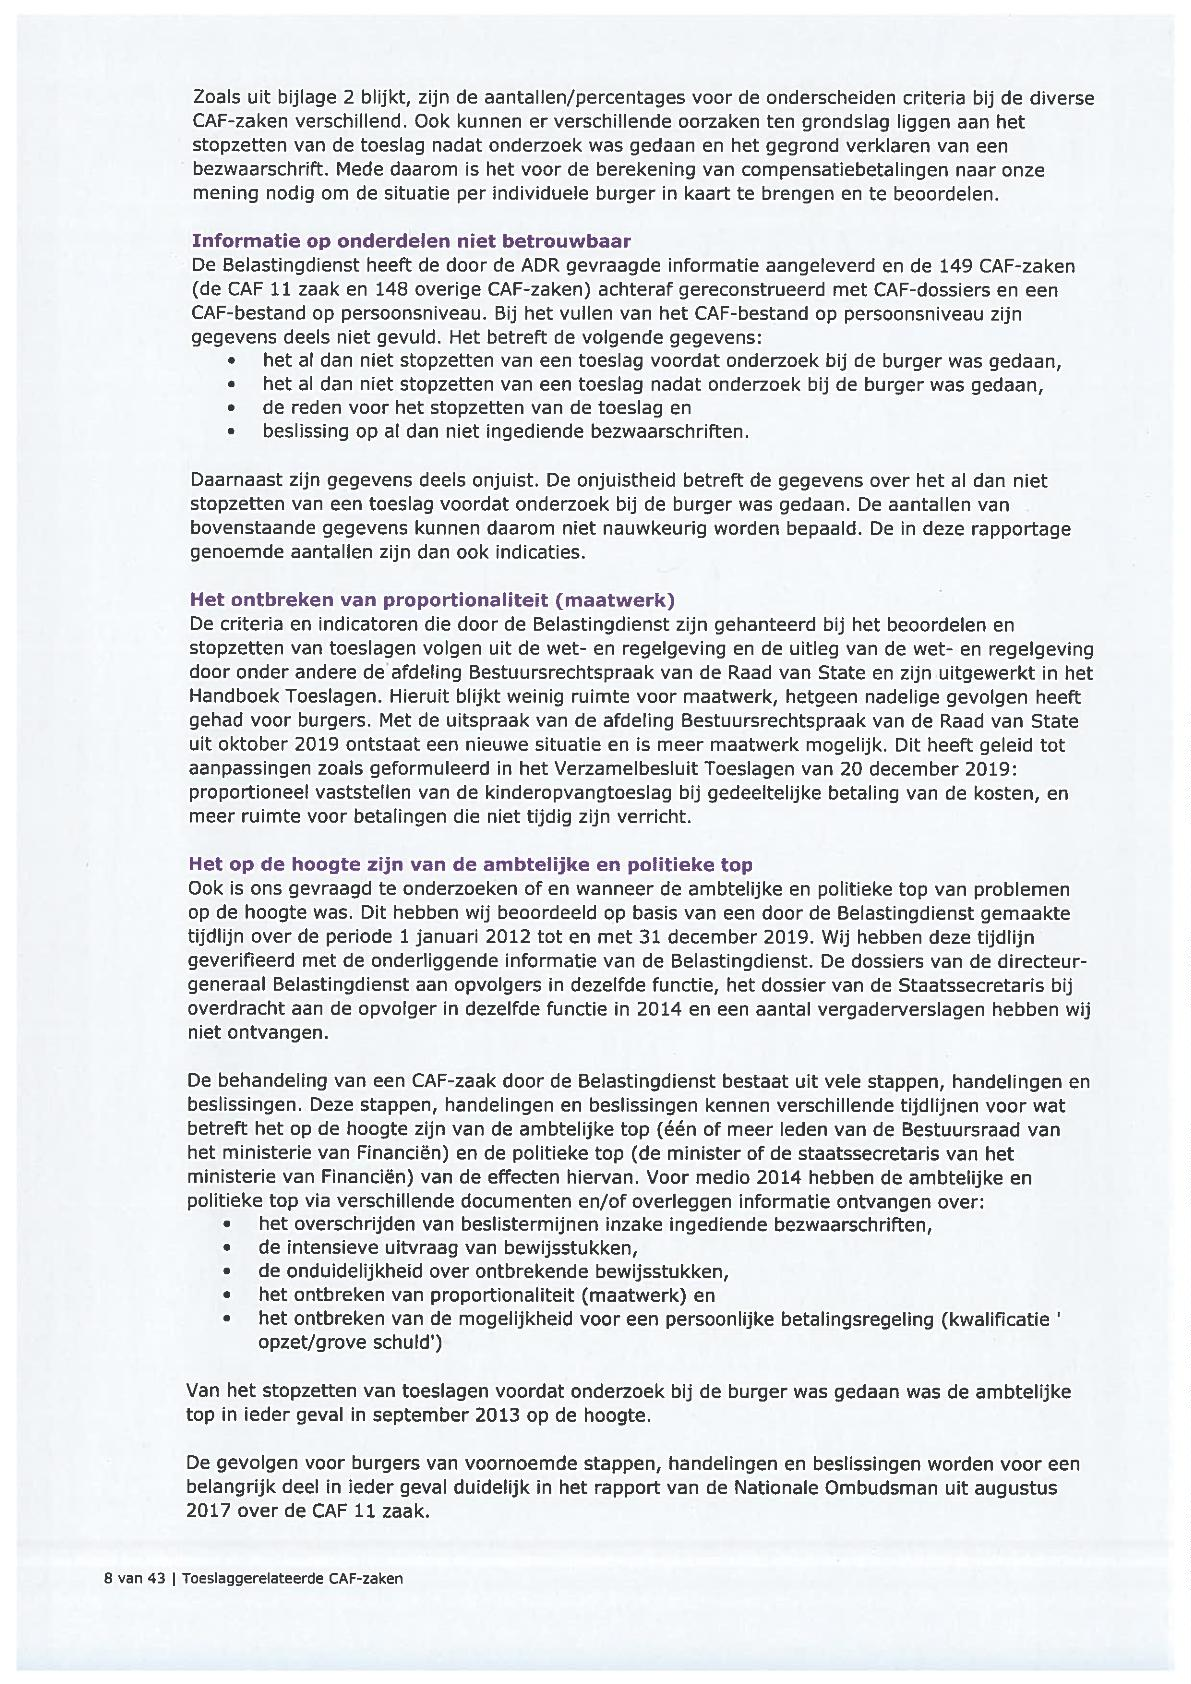 Zoals uit bijlage 2 blijkt, zijn de aantallen/percentages voor de onderscheiden criteria bij de diverse
CAF-zaken verschillend. Ook kunnen er verschillende oorzaken ten grondslag liggen aan het
stopzetten van de toeslag nadat onderzoek was gedaan en het gegrond verklaren van een
bezwaarschrift. Mede daarom is het voor de berekening van compensatiebetalingen naar onze
mening nodig om de situatie per individuele burger in kaart te brengen en te beoordelen.
Informatie op onderdelen niet betrouwbaar
De Belastingdienst heeft de door de ADR gevraagde informatie aangeleverd en de 149 CAF-zaken
(de CAF 11 zaak en 148 overige CAF-zaken) achteraf gereconstrueerd met CAF-dossiers en een
CAF-bestand op persoonsniveau. Bij het vullen van het CAF-bestand op persoonsniveau zijn
gegevens deels niet gevuld. Het betreft de volgende gegevens:
• het al dan niet stopzetten van een toeslag voordat onderzoek bij de burger was gedaan,
• het al dan niet stopzetten van een toeslag nadat onderzoek bij de burger was gedaan,
• de reden voor het stopzetten van de toeslag en
• beslissing op al dan niet ingediende bezwaarschriften.
Daarnaast zijn gegevens deels onjuist. De onjuistheid betreft de gegevens over het al dan niet
stopzetten van een toeslag voordat onderzoek bij de burger was gedaan. De aantallen van
bovenstaande gegevens kunnen daarom niet nauwkeurig worden bepaald. De in deze rapportage
genoemde aantallen zijn dan ook indicaties.
Het ontbreken van proportionaliteit (maatwerk)
De criteria en indicatoren die door de Belastingdienst zijn gehanteerd bij het beoordelen en
stopzetten van toeslagen volgen uit de wet- en regelgeving en de uitleg van de wet- en regelgeving
door onder andere de afdeling Bestuursrechtspraak van de Raad van State en zijn uitgewerkt in het
Handboek Toeslagen. Hieruit blijkt weinig ruimte voor maatwerk, hetgeen nadelige gevolgen heeft
gehad voor burgers. Met de uitspraak van de afdeling Bestuursrechtspraak van de Raad van State
uit oktober 2019 ontstaat een nieuwe situatie en is meer maatwerk mogelijk. Dit heeft geleid tot
aanpassingen zoals geformuleerd in het Verzamelbesluit Toeslagen van 20 december 2019:
proportioneel vaststellen van de kinderopvangtoeslag bij gedeeltelijke betaling van de kosten, en
meer ruimte voor betalingen die niet tijdig zijn verricht.
Het op de hoogte zijn van de ambtelijke en politieke top
Ook is ons gevraagd te onderzoeken of en wanneer de ambtelijke en politieke top van problemen
op de hoogte was. Dit hebben wij beoordeeld op basis van een door de Belastingdienst gemaakte
tijdlijn over de periode 1 januari 2012 tot en met 31 december 2019. Wij hebben deze tijdlijn
geverifieerd met de onderliggende informatie van de Belastingdienst. De dossiers van de directeur-
generaal Belastingdienst aan opvolgers in dezelfde functie, het dossier van de Staatssecretaris bij
overdracht aan de opvolger in dezelfde functie in 2014 en een aantal vergaderverslagen hebben wij
niet ontvangen.
De behandeling van een CAF-zaak door de Belastingdienst bestaat uit vele stappen, handelingen en
beslissingen. Deze stappen, handelingen en beslissingen kennen verschillende tijdlijnen voor wat
betreft het op de hoogte zijn van de ambtelijke top (één of meer leden van de Bestuursraad van
het ministerie van Financiën) en de politieke top (de minister of de staatssecretaris van het
ministerie van Financiën) van de effecten hiervan. Voor medio 2014 hebben de ambtelijke en
politieke top via verschillende documenten en/of overleggen informatie ontvangen over:
• het overschrijden van beslistermijnen inzake ingediende bezwaarschriften,
• de intensieve uitvraag van bewijsstukken,
• de onduidelijkheid over ontbrekende bewijsstukken,
• het ontbreken van proportionaliteit (maatwerk) en
• het ontbreken van de mogelijkheid voor een persoonlijke betalingsregeling (kwalificatie '
opzet/grove schuld')
Van het stopzetten van toeslagen voordat onderzoek bij de burger was gedaan was de ambtelijke
top in ieder geval in september 2013 op de hoogte.
De gevolgen voor burgers van voornoemde stappen, handelingen en beslissingen worden voor een
belangrijk deel in ieder geval duidelijk in het rapport van de Nationale Ombudsman uit augustus
2017 over de CAF 11 zaak.
8 van 43 | Toeslaggerelateerde CAF-zaken